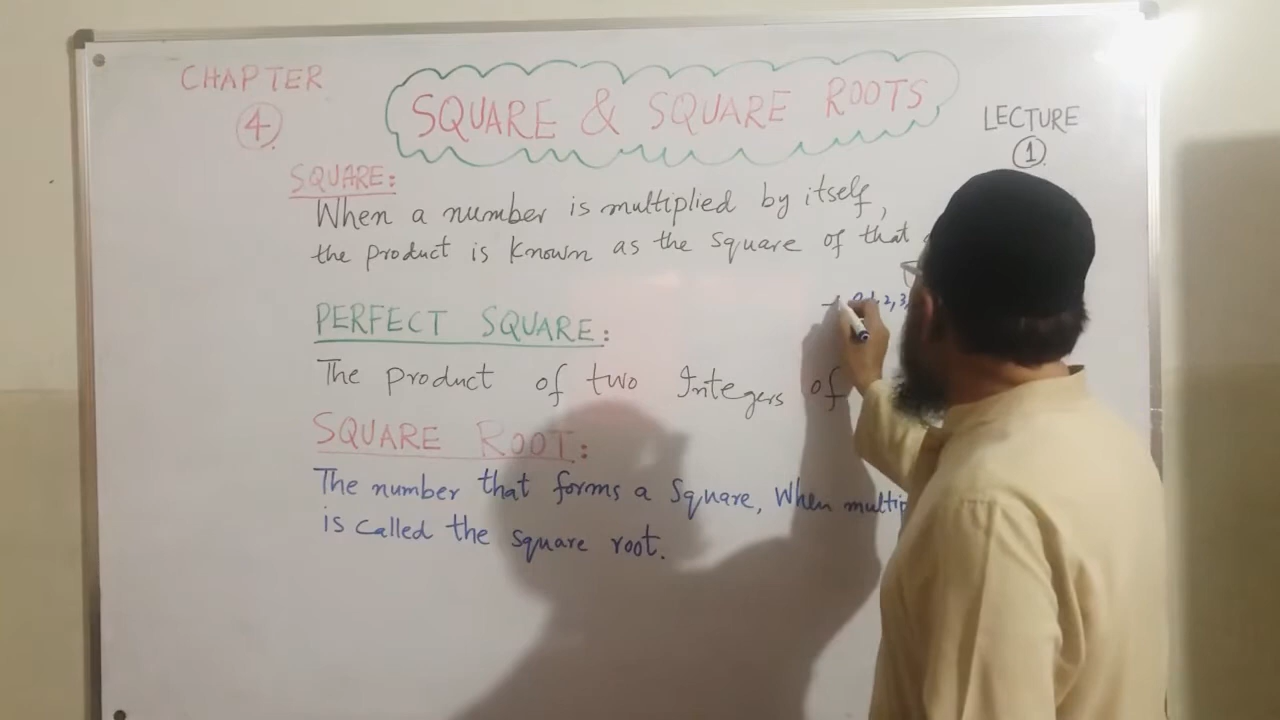 CHAPTER
4.
SQUARE & SQUARE ROOTS
LECTURE
1.
SQUARE:
When a number is multiplied by itself,
the product is known as the square of that
2, 3,
PERFECT SQUARE:
The product of two Integers of
SQUARE ROOT:
The number that forms a square, When
is called the square root.